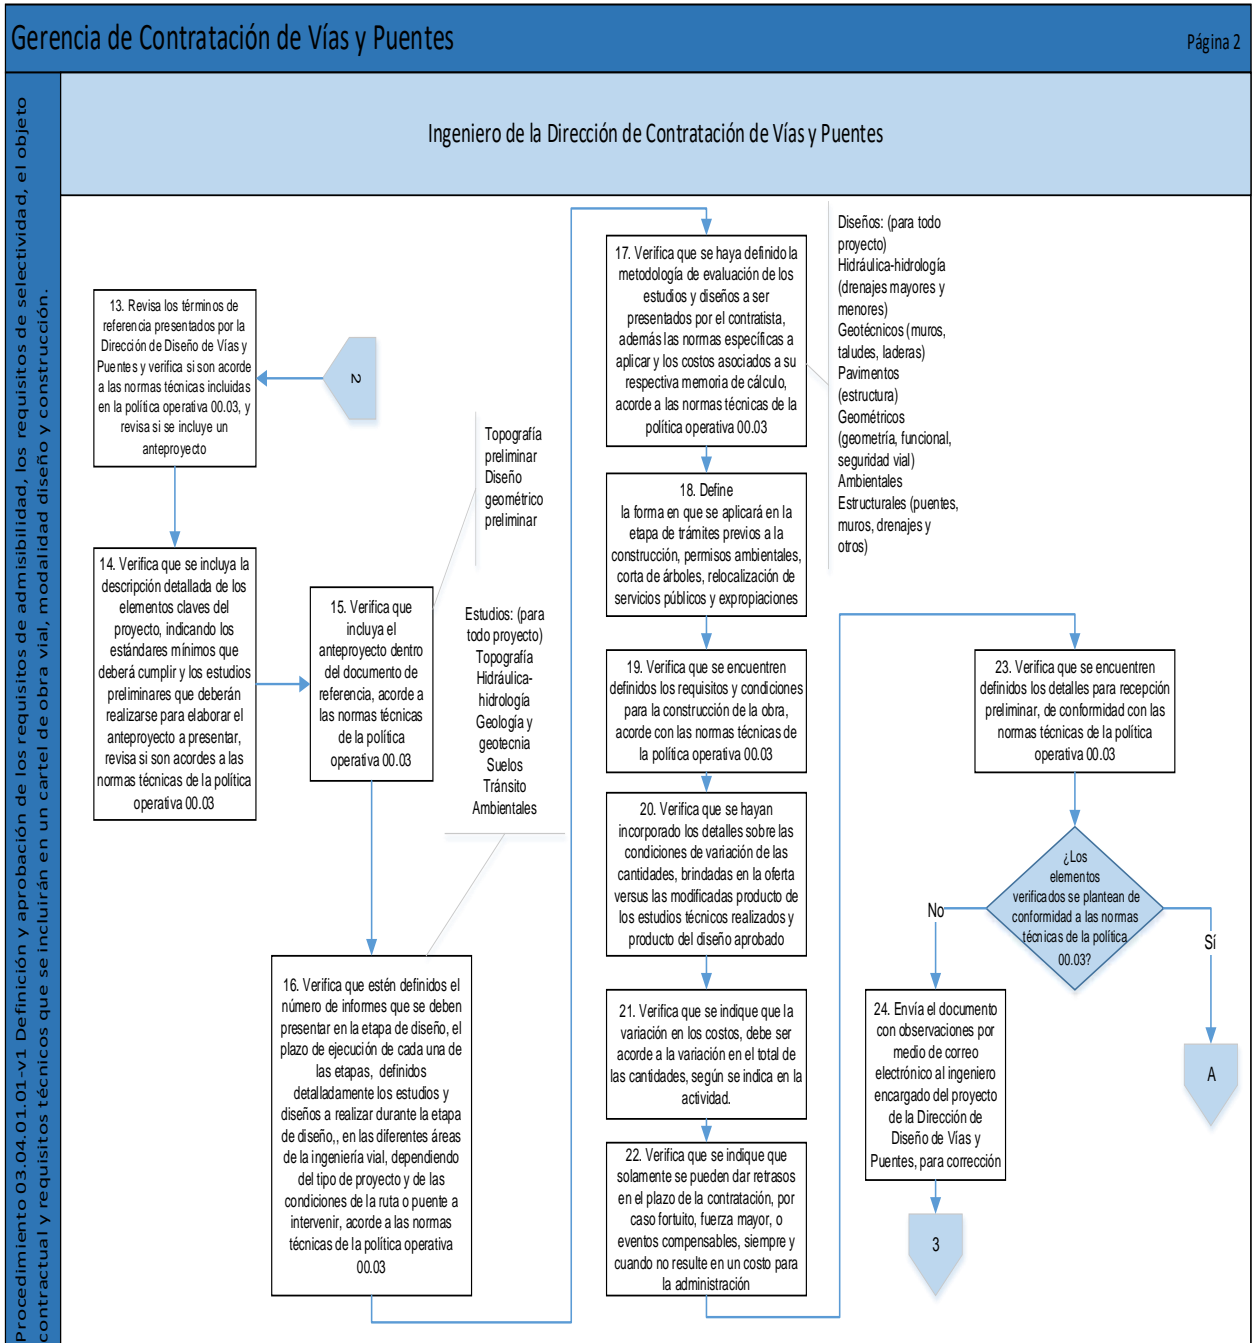 Gerencia de Contratación de Vías y Puentes
Página 2
Procedimiento 03.04.01.01-v1 Definición y aprobación de los requisitos de admisibilidad, los requisitos de selectividad, el objeto
contractual y requisitos técnicos que se incluirán en un cartel de obra vial, modalidad diseño y construcción.
Ingeniero de la Dirección de Contratación de Vías y Puentes
13. Revisa los términos de
referencia presentados por la
Dirección de Diseño de Vías y
Puentes y verifica si son acorde
a las normas técnicas incluidas
en la política operativa 00.03, y
revisa si se incluye un
anteproyecto
2
14. Verifica que se incluya la
descripción detallada de los
elementos claves del
proyecto, indicando los
estándares mínimos que
deberá cumplir y los estudios
preliminares que deberán
realizarse para elaborar el
anteproyecto a presentar,
revisa si son acordes a las
normas técnicas de la política
operativa 00.03
15. Verifica que
incluya el
anteproyecto dentro
del documento de
referencia, acorde a
las normas técnicas
de la política
operativa 00.03
Topografía
preliminar
Diseño
geométrico
preliminar
Estudios: (para
todo proyecto)
Topografía
Hidráulica-
hidrología
Geología y
geotecnia
Suelos
Tránsito
Ambientales
16. Verifica que estén definidos el
número de informes que se deben
presentar en la etapa de diseño, el
plazo de ejecución de cada una de
las etapas, definidos
detalladamente los estudios y
diseños a realizar durante la etapa
de diseño,, en las diferentes áreas
de la ingeniería vial, dependiendo
del tipo de proyecto y de las
condiciones de la ruta o puente a
intervenir, acorde a las normas
técnicas de la política operativa
00.03
17. Verifica que se haya definido la
metodología de evaluación de los
estudios y diseños a ser
presentados por el contratista,
además las normas específicas a
aplicar y los costos asociados a su
respectiva memoria de cálculo,
acorde a las normas técnicas de la
política operativa 00.03
Diseños: (para todo
proyecto)
Hidráulica-hidrología
(drenajes mayores y
menores)
Geotécnicos (muros,
taludes, laderas)
Pavimentos
(estructura)
Geométricos
(geometría, funcional,
seguridad vial)
Ambientales
Estructurales (puentes,
muros, drenajes y
otros)
18. Define
la forma en que se aplicará en la
etapa de trámites previos a la
construcción, permisos ambientales,
corta de árboles, relocalización de
servicios públicos y expropiaciones
19. Verifica que se encuentren
definidos los requisitos y condiciones
para la construcción de la obra,
acorde con las normas técnicas de
la política operativa 00.03
20. Verifica que se hayan
incorporado los detalles sobre las
condiciones de variación de las
cantidades, brindadas en la oferta
versus las modificadas producto de
los estudios técnicos realizados y
producto del diseño aprobado
21. Verifica que se indique que la
variación en los costos, debe ser
acorde a la variación en el total de
las cantidades, según se indica en la
actividad.
22. Verifica que se indique que
solamente se pueden dar retrasos
en el plazo de la contratación, por
caso fortuito, fuerza mayor, o
eventos compensables, siempre y
cuando no resulte en un costo para
la administración
23. Verifica que se encuentren
definidos los detalles para recepción
preliminar, de conformidad con las
normas técnicas de la política
operativa 00.03
¿Los
elementos
verificados se plantean de
conformidad a las normas
técnicas de la política
00.03?
No
Sí
24. Envía el documento
con observaciones por
medio de correo
electrónico al ingeniero
encargado del proyecto
de la Dirección de
Diseño de Vías y
Puentes, para corrección
A
3